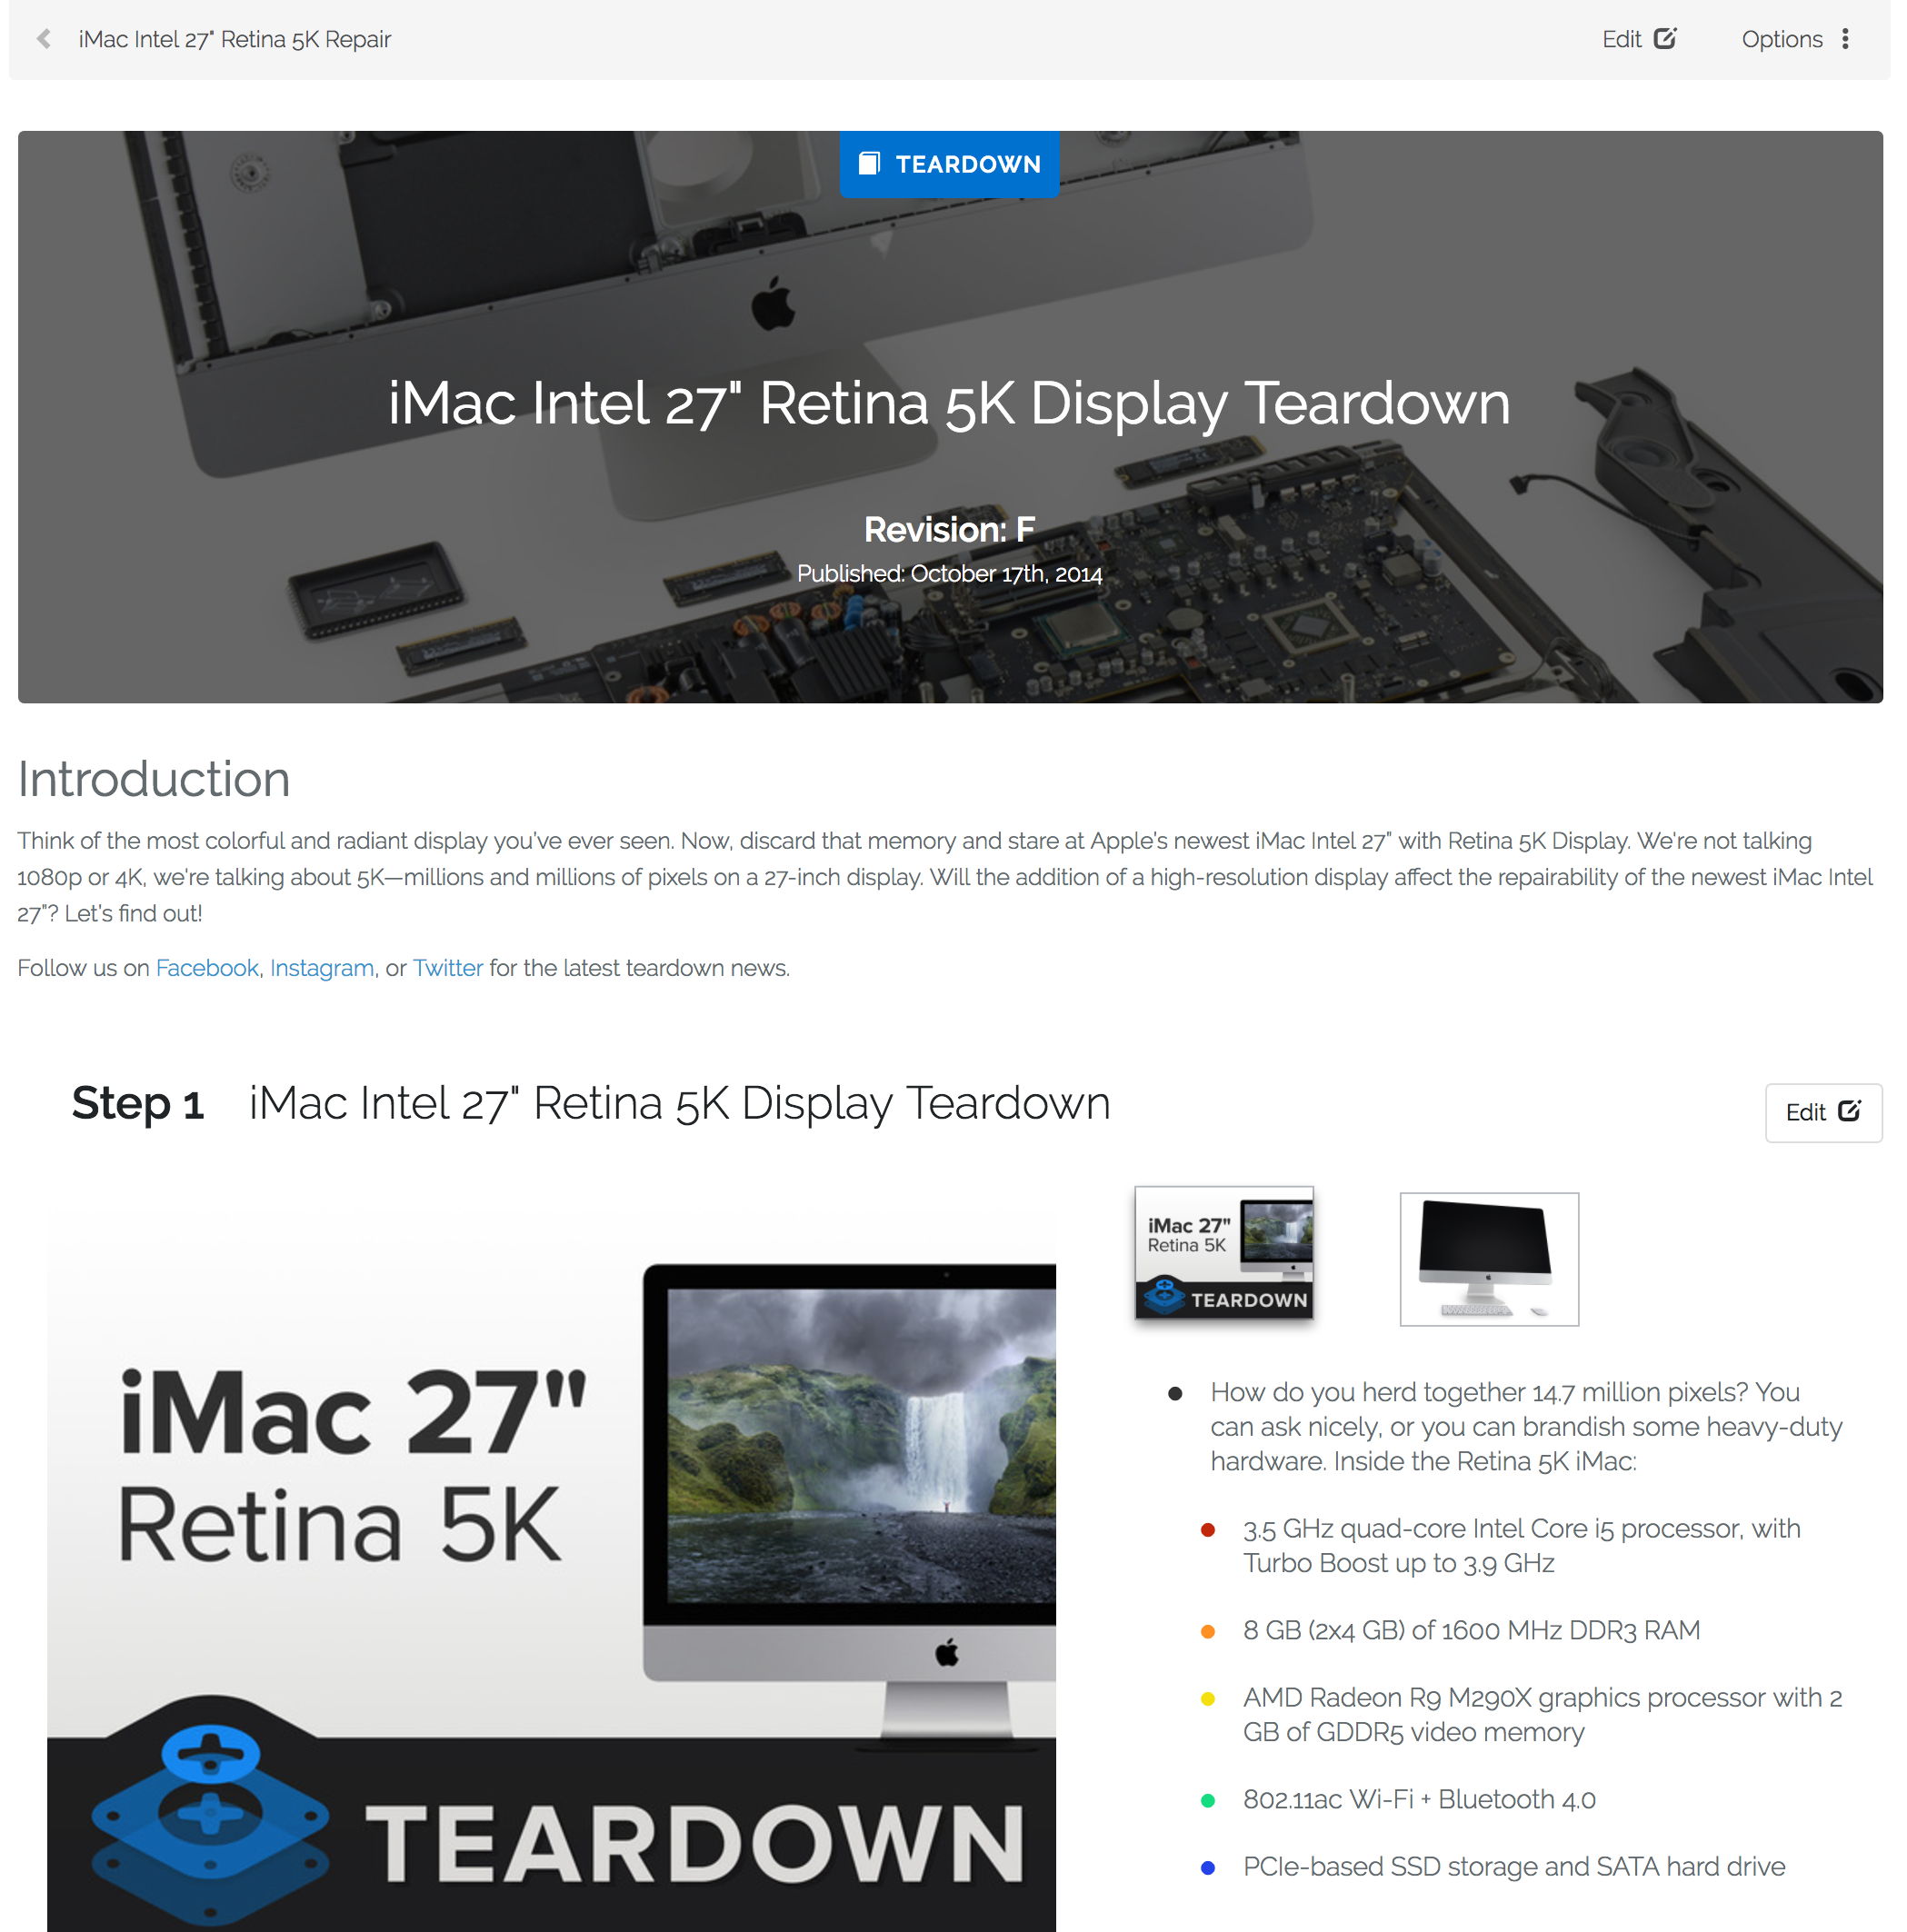 iMac Intel 27" Retina 5K Repair
Edit
Options
TEARDOWN
iMac Intel 27" Retina 5K Display Teardown
Revision: F
Published: October 17th, 2014
Introduction
Think of the most colorful and radiant display you've ever seen. Now, discard that memory and stare at Apple's newest iMac Intel 27" with Retina 5K Display. We're not talking
1080p or 4K, we're talking about 5K—millions and millions of pixels on a 27-inch display. Will the addition of a high-resolution display affect the repairability of the newest iMac Intel
27"? Let's find out!
Follow us on Facebook, Instagram, or Twitter for the latest teardown news.
Step 1 iMac Intel 27" Retina 5K Display Teardown
Edit
iMac 27"
Retina 5K
TEARDOWN
iMac 27"
Retina 5K
TEARDOWN
How do you herd together 14.7 million pixels? You
can ask nicely, or you can brandish some heavy-duty
hardware. Inside the Retina 5K iMac:
3.5 GHz quad-core Intel Core i5 processor, with
Turbo Boost up to 3.9 GHz
8 GB (2x4 GB) of 1600 MHz DDR3 RAM
AMD Radeon R9 M290X graphics processor with 2
GB of GDDR5 video memory
802.11ac Wi-Fi + Bluetooth 4.0
PCIe-based SSD storage and SATA hard drive